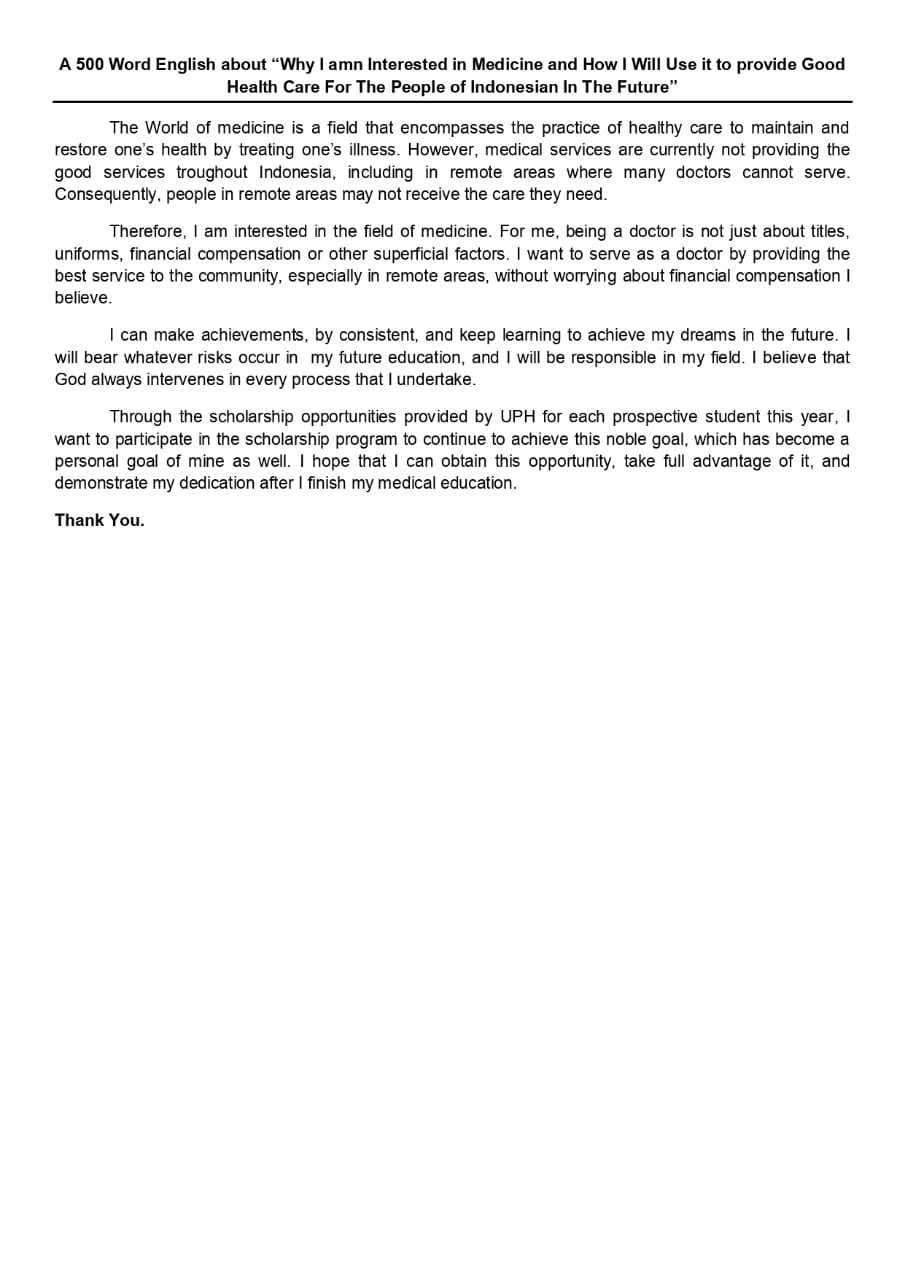 A 500 Word English about “Why I amn Interested in Medicine and How I Will Use it to provide Good
Health Care For The People of Indonesian In The Future”
The World of medicine is a field that encompasses the practice of healthy care to maintain and
restore one’s health by treating one’s illness. However, medical services are currently not providing the
good services troughout Indonesia, including in remote areas where many doctors cannot serve.
Consequently, people in remote areas may not receive the care they need.
Therefore, I am interested in the field of medicine. For me, being a doctor is not just about titles,
uniforms, financial compensation or other superficial factors. I want to serve as a doctor by providing the
best service to the community, especially in remote areas, without worrying about financial compensation I
believe.
I can make achievements, by consistent, and keep learning to achieve my dreams in the future. I
will bear whatever risks occur in my future education, and I will be responsible in my field. I believe that
God always intervenes in every process that I undertake.
Through the scholarship opportunities provided by UPH for each prospective student this year, I
want to participate in the scholarship program to continue to achieve this noble goal, which has become a
personal goal of mine as well. I hope that I can obtain this opportunity, take full advantage of it, and
demonstrate my dedication after I finish my medical education.
Thank You.